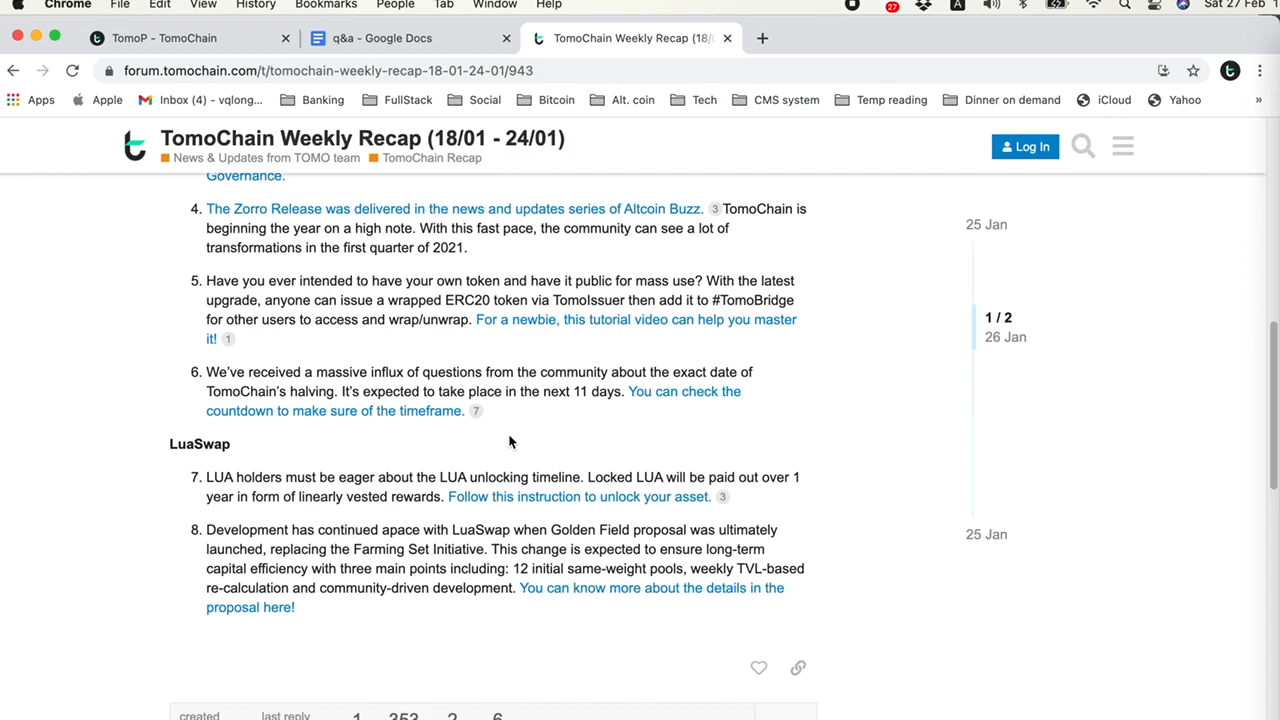 Chrome File Edit View History Bookmarks People Tab Window Help 27 A Sat 27 Feb
TomoP - TomoChain q&a - Google Docs TomoChain Weekly Recap (18/
forum.tomochain.com/t/tomochain-weekly-recap-18-01-24-01/943
Apps Apple Inbox (4) - vqlong... Banking FullStack Social Bitcoin Alt. coin Tech CMS system Temp reading Dinner on demand iCloud Yahoo »
TomoChain Weekly Recap (18/01 - 24/01)
News & Updates from TOMO team TomoChain Recap
Log In
Governance.
4. The Zorro Release was delivered in the news and updates series of Altcoin Buzz. 3 TomoChain is
beginning the year on a high note. With this fast pace, the community can see a lot of
transformations in the first quarter of 2021.
5. Have you ever intended to have your own token and have it public for mass use? With the latest
upgrade, anyone can issue a wrapped ERC20 token via TomoIssuer then add it to #TomoBridge
for other users to access and wrap/unwrap. For a newbie, this tutorial video can help you master
it! 1
6. We've received a massive influx of questions from the community about the exact date of
TomoChain's halving. It's expected to take place in the next 11 days. You can check the
countdown to make sure of the timeframe. 7
LuaSwap
7. LUA holders must be eager about the LUA unlocking timeline. Locked LUA will be paid out over 1
year in form of linearly vested rewards. Follow this instruction to unlock your asset. 3
8. Development has continued apace with LuaSwap when Golden Field proposal was ultimately
launched, replacing the Farming Set Initiative. This change is expected to ensure long-term
capital efficiency with three main points including: 12 initial same-weight pools, weekly TVL-based
re-calculation and community-driven development. You can know more about the details in the
proposal here!
25 Jan
1 / 2
26 Jan
25 Jan
created last reply 1 353 2 6